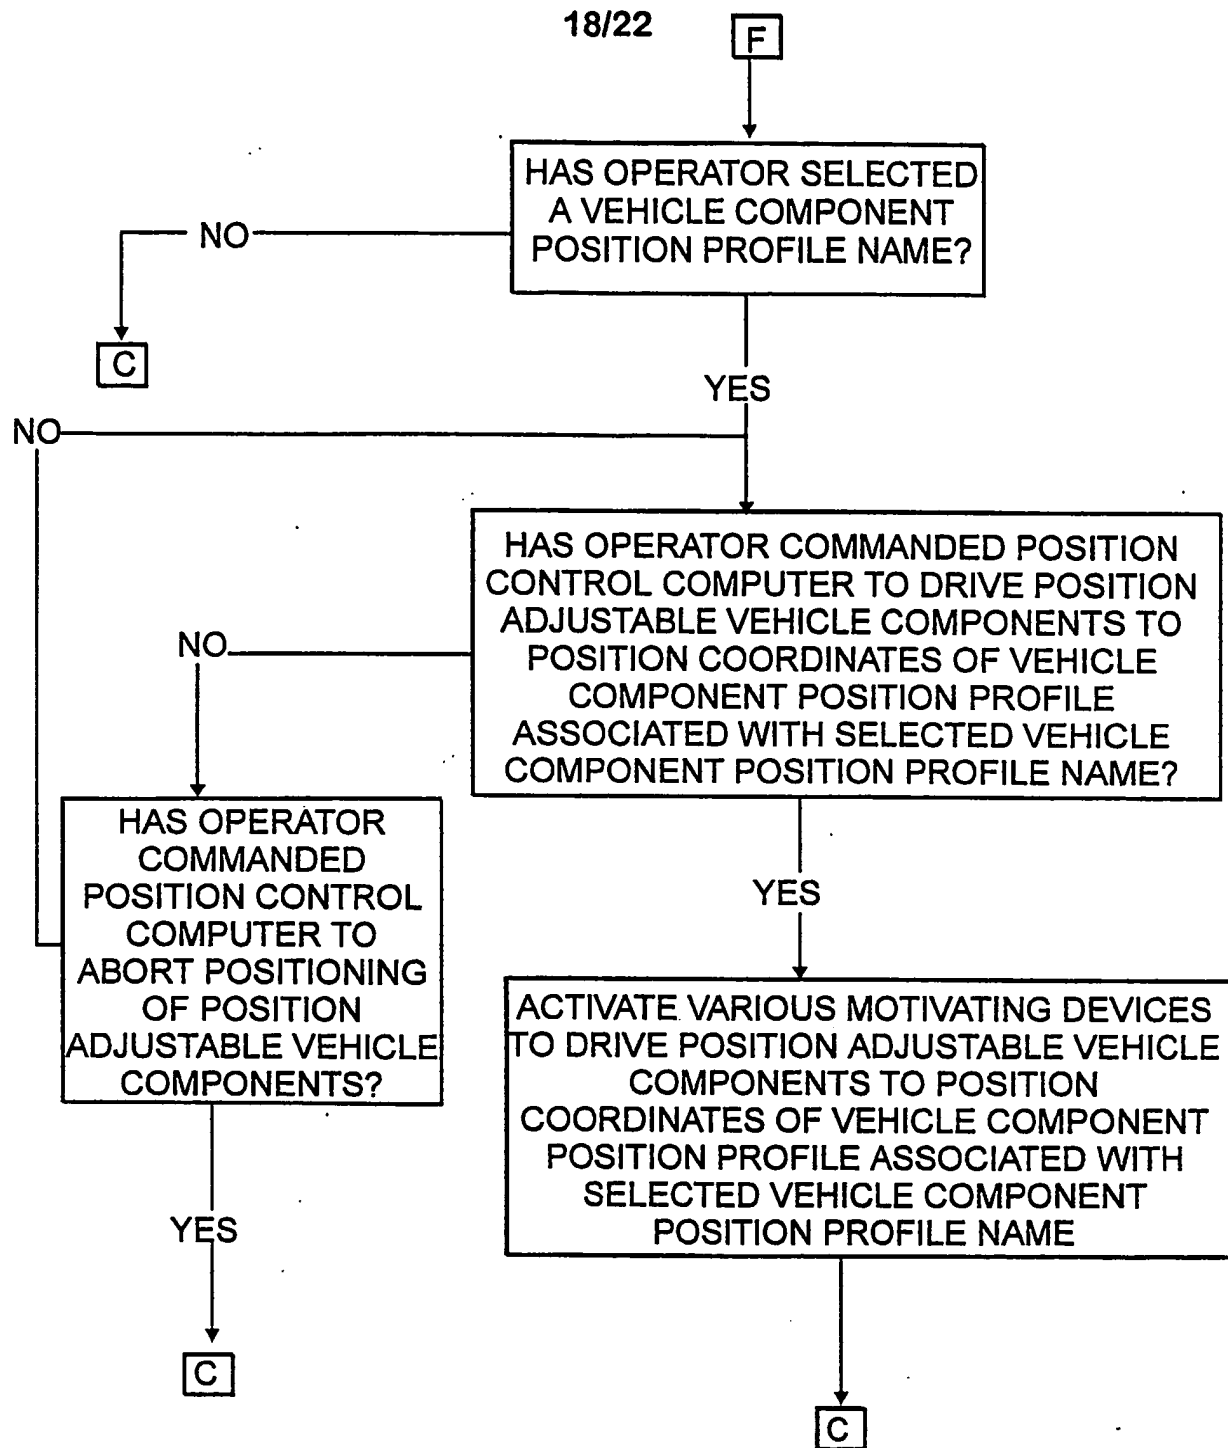 18/22
F
HAS OPERATOR SELECTED
A VEHICLE COMPONENT
POSITION PROFILE NAME?
NO
C
YES
NO
HAS OPERATOR COMMANDED POSITION
CONTROL COMPUTER TO DRIVE POSITION
ADJUSTABLE VEHICLE COMPONENTS TO
POSITION COORDINATES OF VEHICLE
COMPONENT POSITION PROFILE
ASSOCIATED WITH SELECTED VEHICLE
COMPONENT POSITION PROFILE NAME?
NO
HAS OPERATOR
COMMANDED
POSITION CONTROL
COMPUTER TO
ABORT POSITIONING
OF POSITION
ADJUSTABLE VEHICLE
COMPONENTS?
YES
ACTIVATE VARIOUS MOTIVATING DEVICES
TO DRIVE POSITION ADJUSTABLE VEHICLE
COMPONENTS TO POSITION
COORDINATES OF VEHICLE COMPONENT
POSITION PROFILE ASSOCIATED WITH
SELECTED VEHICLE COMPONENT
POSITION PROFILE NAME
YES
C
C